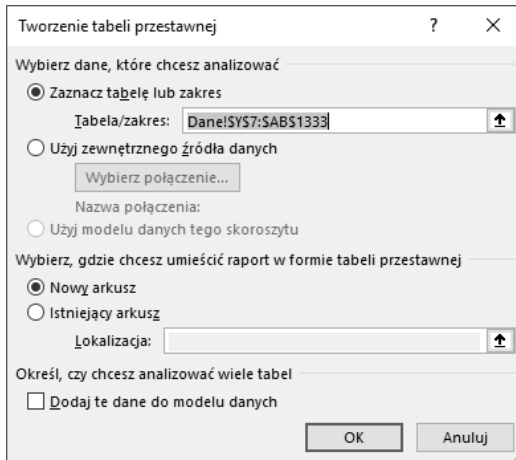 Tworzenie tabeli przestawnej ? ×
Wybierz dane, które chcesz analizować
Zaznacz tabelę lub zakres
Tabela/zakres: Dane!$Y$7:$AB$1333
Użyj zewnętrznego źródła danych
Wybierz połączenie...
Nazwa połączenia:
Użyj modelu danych tego skoroszytu
Wybierz, gdzie chcesz umieścić raport w formie tabeli przestawnej
Nowy arkusz
Istniejący arkusz
Lokalizacja:
Określ, czy chcesz analizować wiele tabel
Dodaj te dane do modelu danych
OK Anuluj